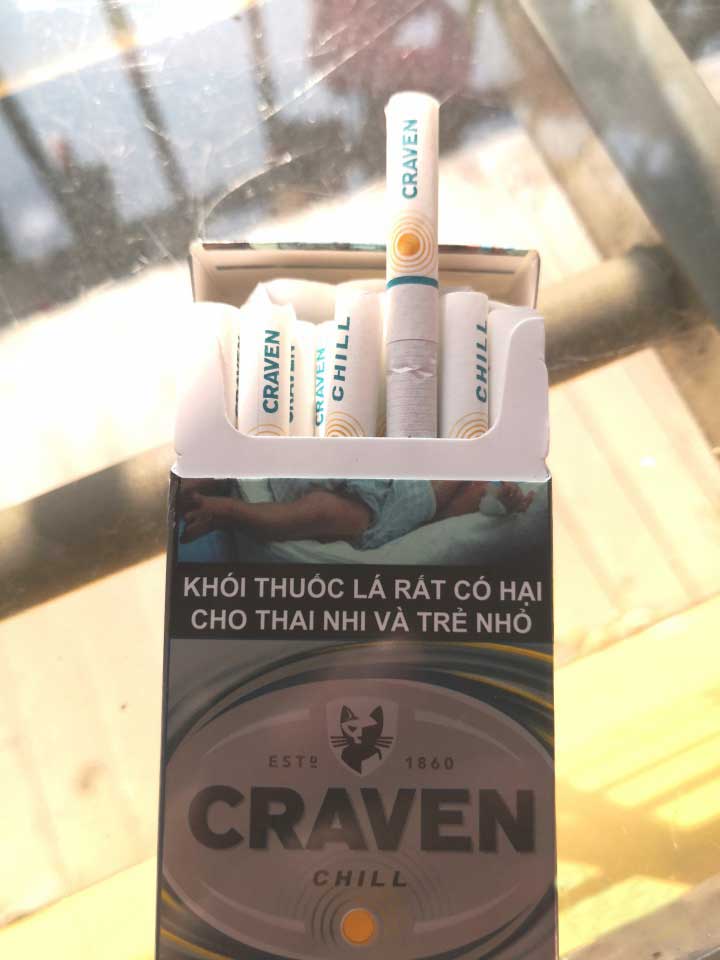 CRAVEN
CRAVEN
CRAVEN
CRAVEN
CHILL
CHILL
KHÓI THUỐC LÁ RẤT CÓ HẠI
CHO THAI NHI VÀ TRẺ NHỎ
ESTD 1860
CRAVEN
CHILL